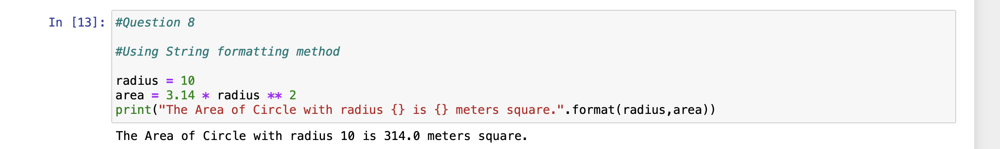 In [13]:
#Question 8
#Using String formatting method
radius = 10
area = 3.14 * radius ** 2
print("The Area of Circle with radius {} is {} meters square.".format(radius,area))
The Area of Circle with radius 10 is 314.0 meters square.